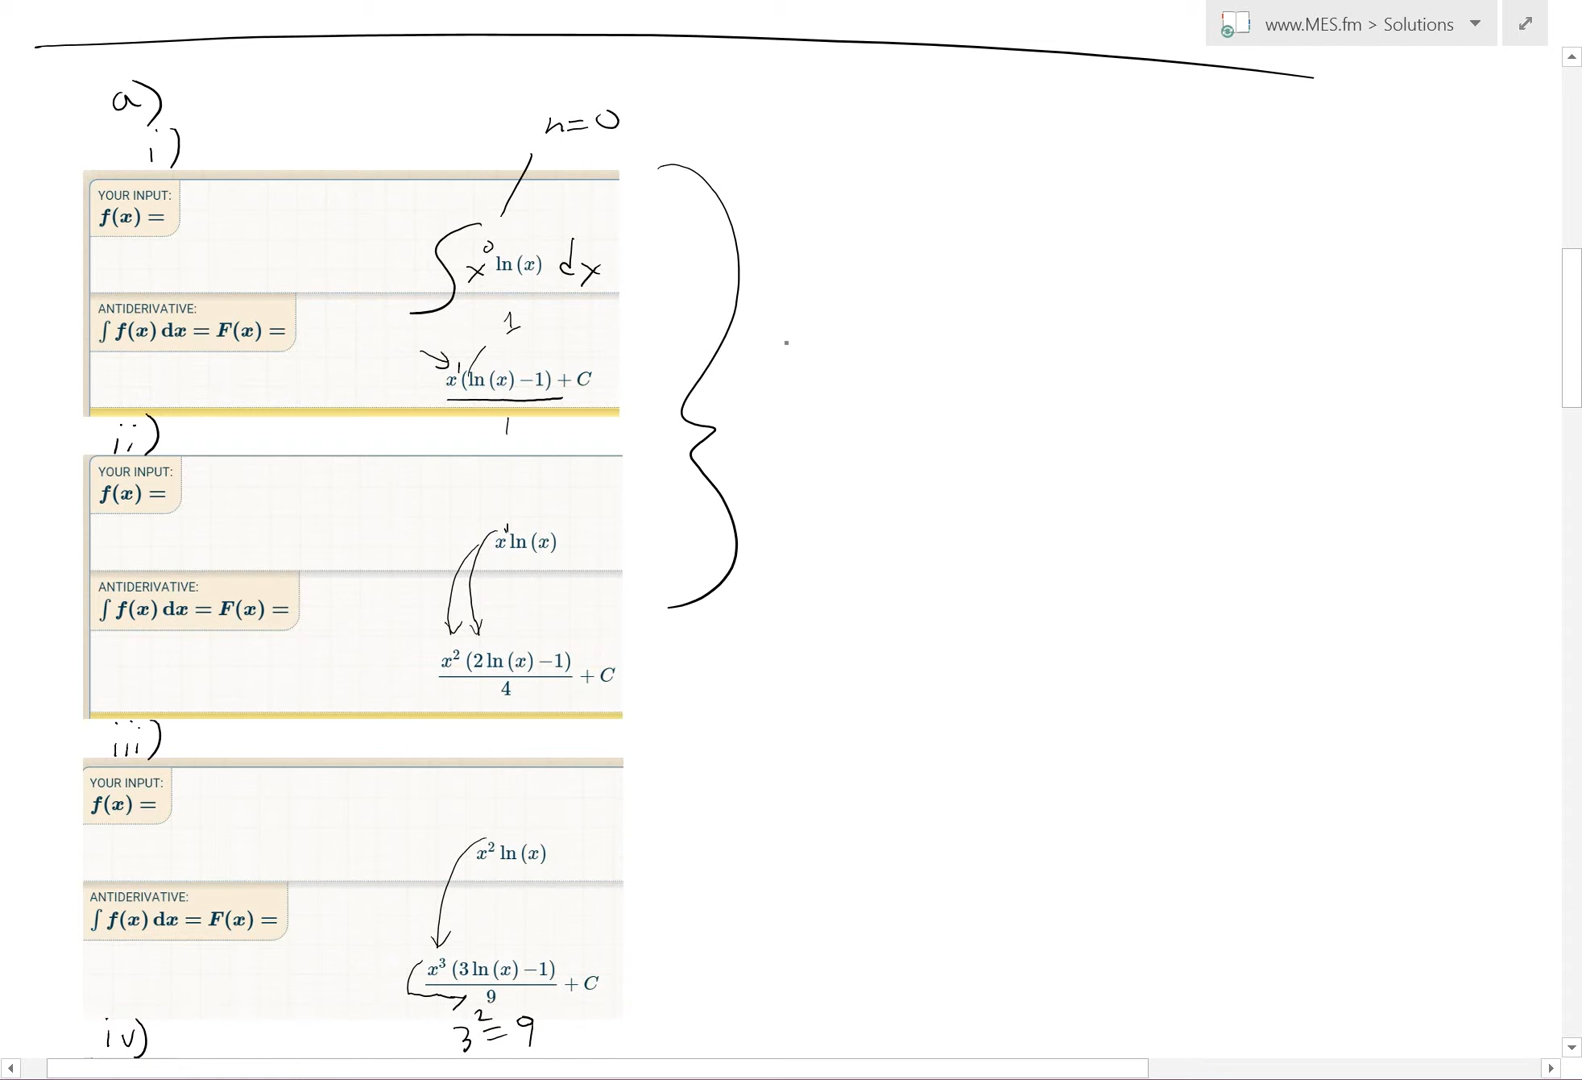 www.MES.fm > Solutions
a)
i)
n=0
YOUR INPUT:
f(x) =
∫ x⁰ ln(x) dx
ANTIDERIVATIVE:
∫ f(x) dx = F(x) =
1
x¹(ln(x)−1) + C
1
ii)
YOUR INPUT:
f(x) =
x¹ ln(x)
ANTIDERIVATIVE:
∫ f(x) dx = F(x) =
x² (2 ln(x) −1)
4
+ C
iii)
YOUR INPUT:
f(x) =
x² ln(x)
ANTIDERIVATIVE:
∫ f(x) dx = F(x) =
x³ (3 ln(x) −1)
9
+ C
3² = 9
iv)